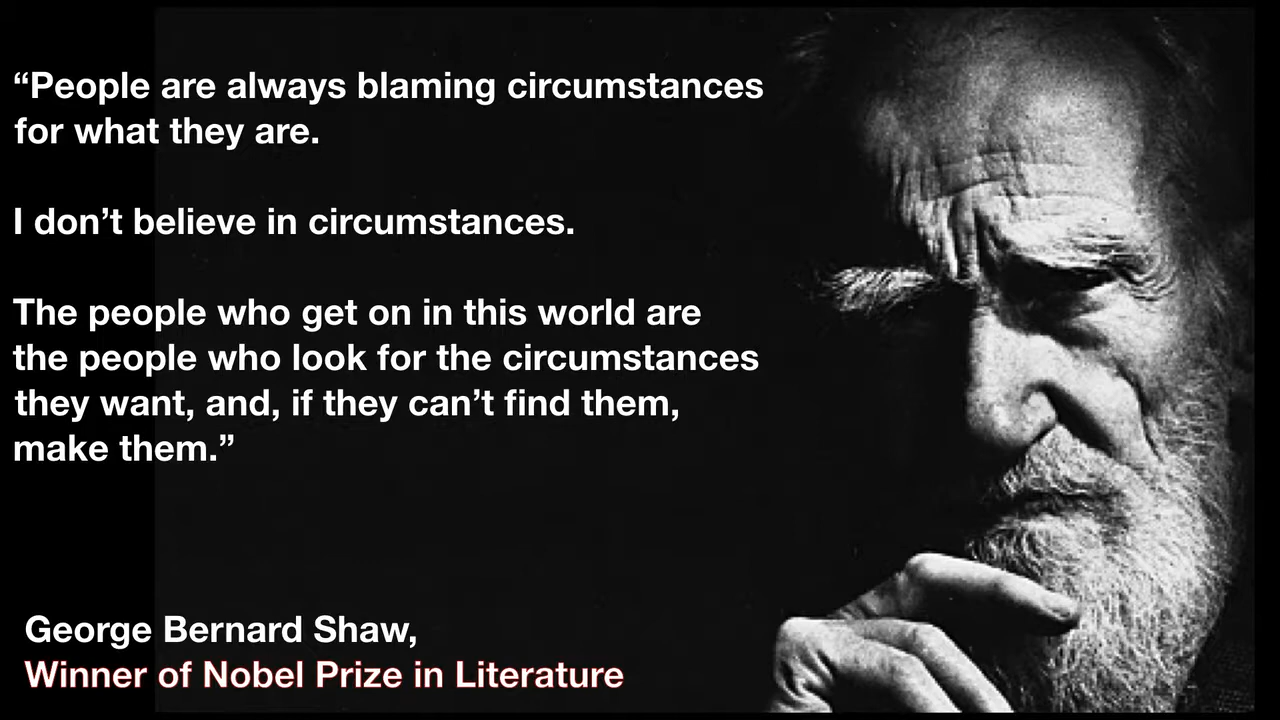 “People are always blaming circumstances
for what they are.
I don’t believe in circumstances.
The people who get on in this world are
the people who look for the circumstances
they want, and, if they can’t find them,
make them.”
George Bernard Shaw,
Winner of Nobel Prize in Literature